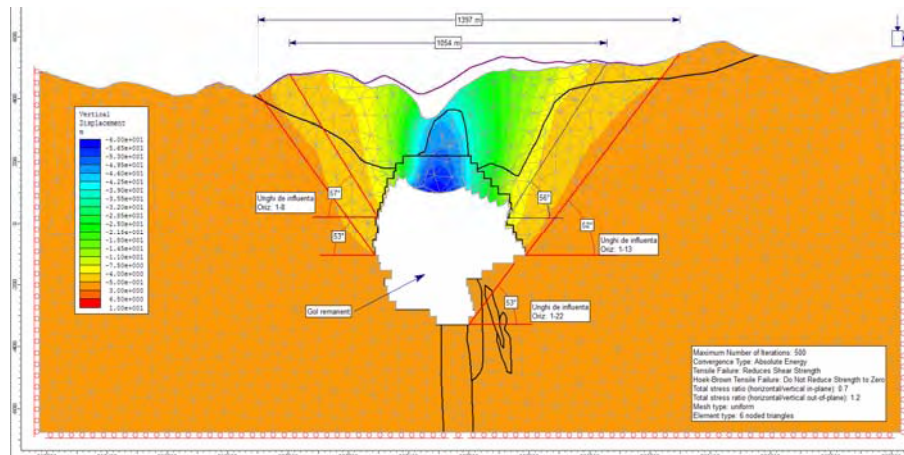 1397 m
1054 m
Vertical
Displacement
m
-6.00e+001
-5.65e+001
-5.30e+001
-4.95e+001
-4.60e+001
-4.25e+001
-3.90e+001
-3.55e+001
-3.20e+001
-2.85e+001
-2.50e+001
-2.15e+001
-1.80e+001
-1.45e+001
-1.10e+001
-7.50e+000
-4.00e+000
-5.00e-001
3.00e+000
6.50e+000
1.00e+001
57°
Unghi de influenta
Oriz: 1-8
53°
56°
52°
Unghi de influenta
Oriz: 1-13
Gol remanent
53°
Unghi de influenta
Oriz: 1-22
Maximum Number of Iterations: 500
Convergence Type: Absolute Energy
Tensile Failure: Reduces Shear Strength
Hoek-Brown Tensile Failure: Do Not Reduce Strength to Zero
Total stress ratio (horizontal/vertical in-plane): 0.7
Total stress ratio (horizontal/vertical out-of-plane): 1.2
Mesh type: uniform
Element type: 6 noded triangles